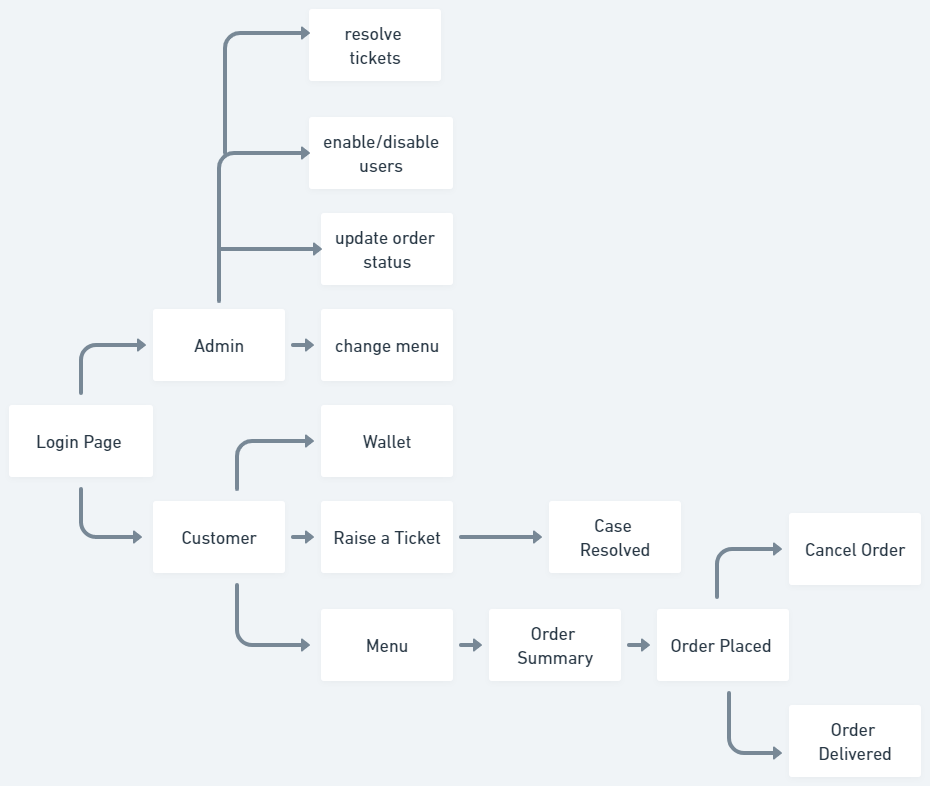 resolve
tickets
enable/disable
users
update order
status
Admin
change menu
Login Page
Wallet
Customer
Raise a Ticket
Case
Resolved
Cancel Order
Menu
Order
Summary
Order Placed
Order
Delivered